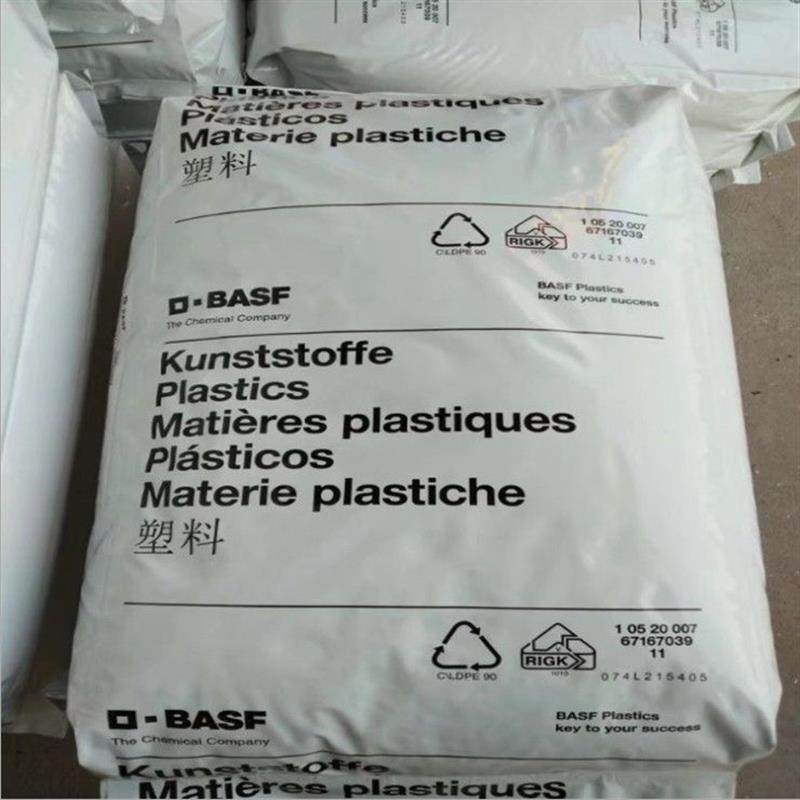 BASF
Matières plastiques
Plásticos
Materie plastiche
塑料
C/LDPE 90
RIGK
1 05 20 007
67167039
11
074L215405
BASF
The Chemical Company
BASF Plastics
key to your success
Kunststoffe
Plastics
Matières plastiques
Plásticos
Materie plastiche
塑料
C/LDPE 90
RIGK
1015
1 05 20 007
67167039
11
074L215405
BASF
The Chemical Company
BASF Plastics
key to your success
Kunststoffe
Matières plastiques